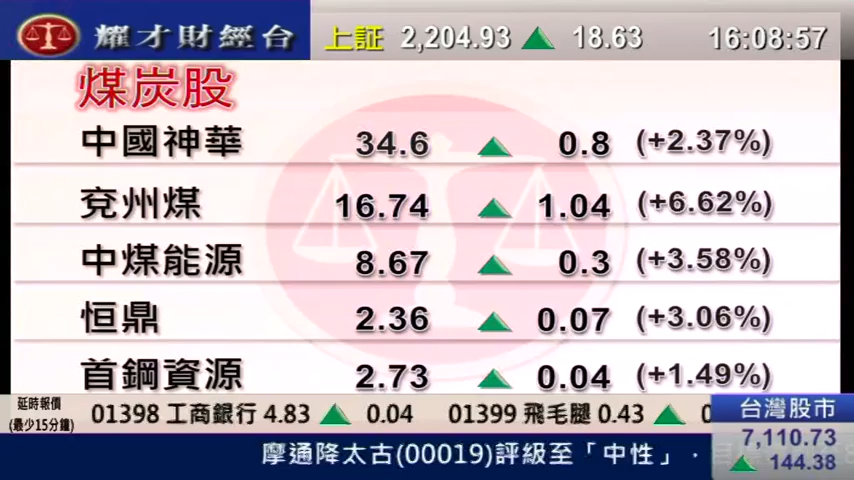 耀才財經台 上証 2,204.93 18.63 16:08:57
煤炭股
中國神華 34.6 0.8 (+2.37%)
兗州煤 16.74 1.04 (+6.62%)
中煤能源 8.67 0.3 (+3.58%)
恒鼎 2.36 0.07 (+3.06%)
首鋼資源 2.73 0.04 (+1.49%)
延時報價
(最少15分鐘)
01398 工商銀行 4.83 0.04 01399 飛毛腿 0.43
台灣股市
7,110.73
144.38
摩通降太古(00019)評級至「中性」．